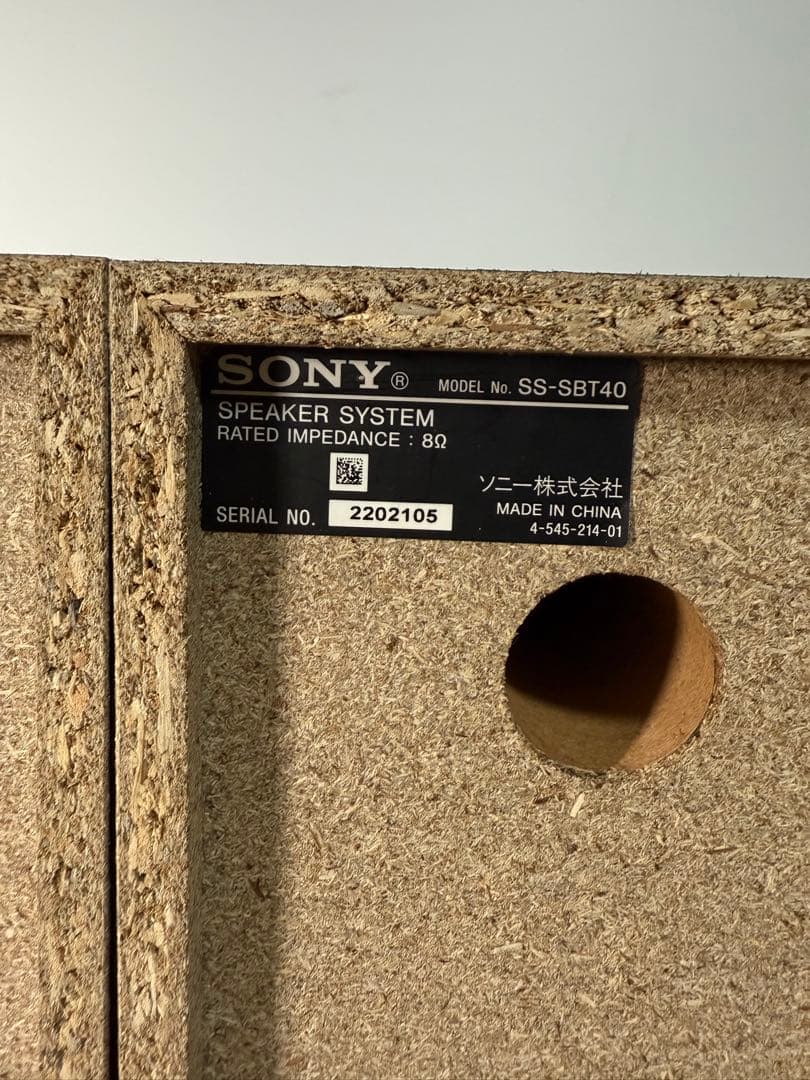 SONY®
MODEL No. SS-SBT40
SPEAKER SYSTEM
RATED IMPEDANCE : 8Ω
ソニー株式会社
SERIAL NO. 2202105
MADE IN CHINA
4-545-214-01